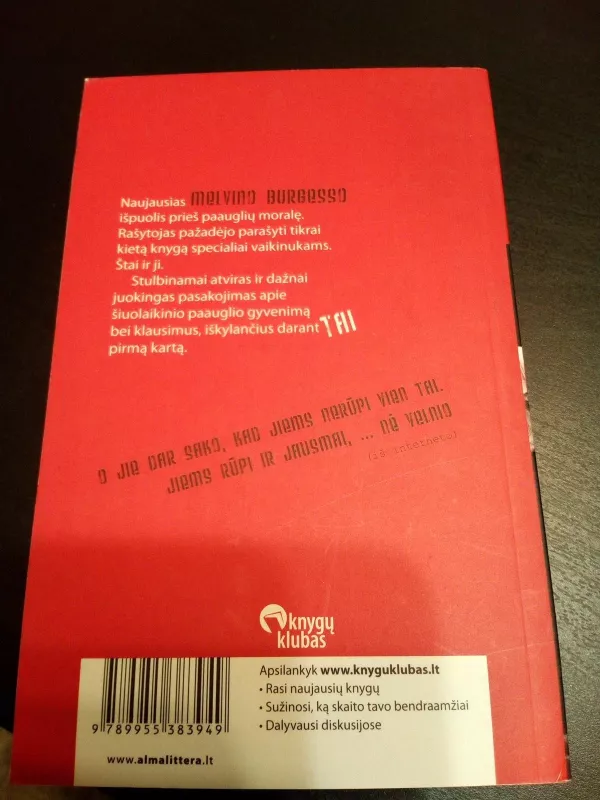 Naujausias MELVINO BURGESSO
išpuolis prieš paauglių moralę.
Rašytojas pažadėjo parašyti tikrai
kietą knygą specialiai vaikinukams.
Štai ir ji.
Stulbinamai atviras ir dažnai
juokingas pasakojimas apie
šiuolaikinio paauglio gyvenimą
bei klausimus, iškylančius darant TAI
pirmą kartą.
O JIE DAR SAKO, KAD JIEMS NERŪPI VIEN TAI.
JIEMS RŪPI IR JAUSMAI, ... NĖ VELNIO
(iš interneto)
knygų
klubas
Apsilankyk www.knyguklubas.lt
• Rasi naujausių knygų
• Sužinosi, ką skaito tavo bendraamžiai
• Dalyvausi diskusijose
9 789955 383949
www.almalittera.lt